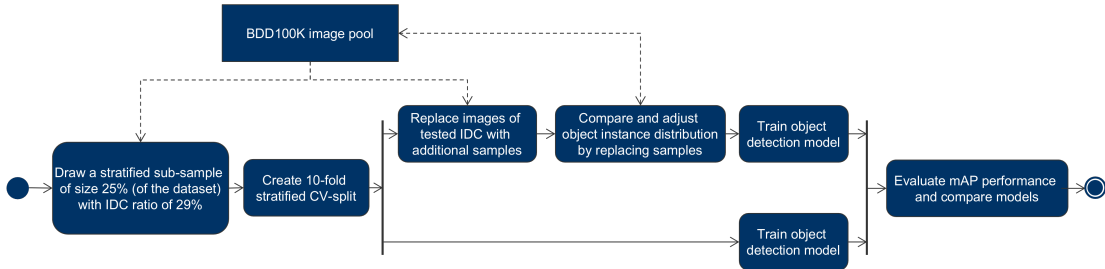 BDD100K image pool
Draw a stratified sub-sample
of size 25% (of the dataset)
with IDC ratio of 29%
Create 10-fold
stratified CV-split
Replace images of
tested IDC with
additional samples
Compare and adjust
object instance distribution
by replacing samples
Train object
detection model
Train object
detection model
Evaluate mAP performance
and compare models